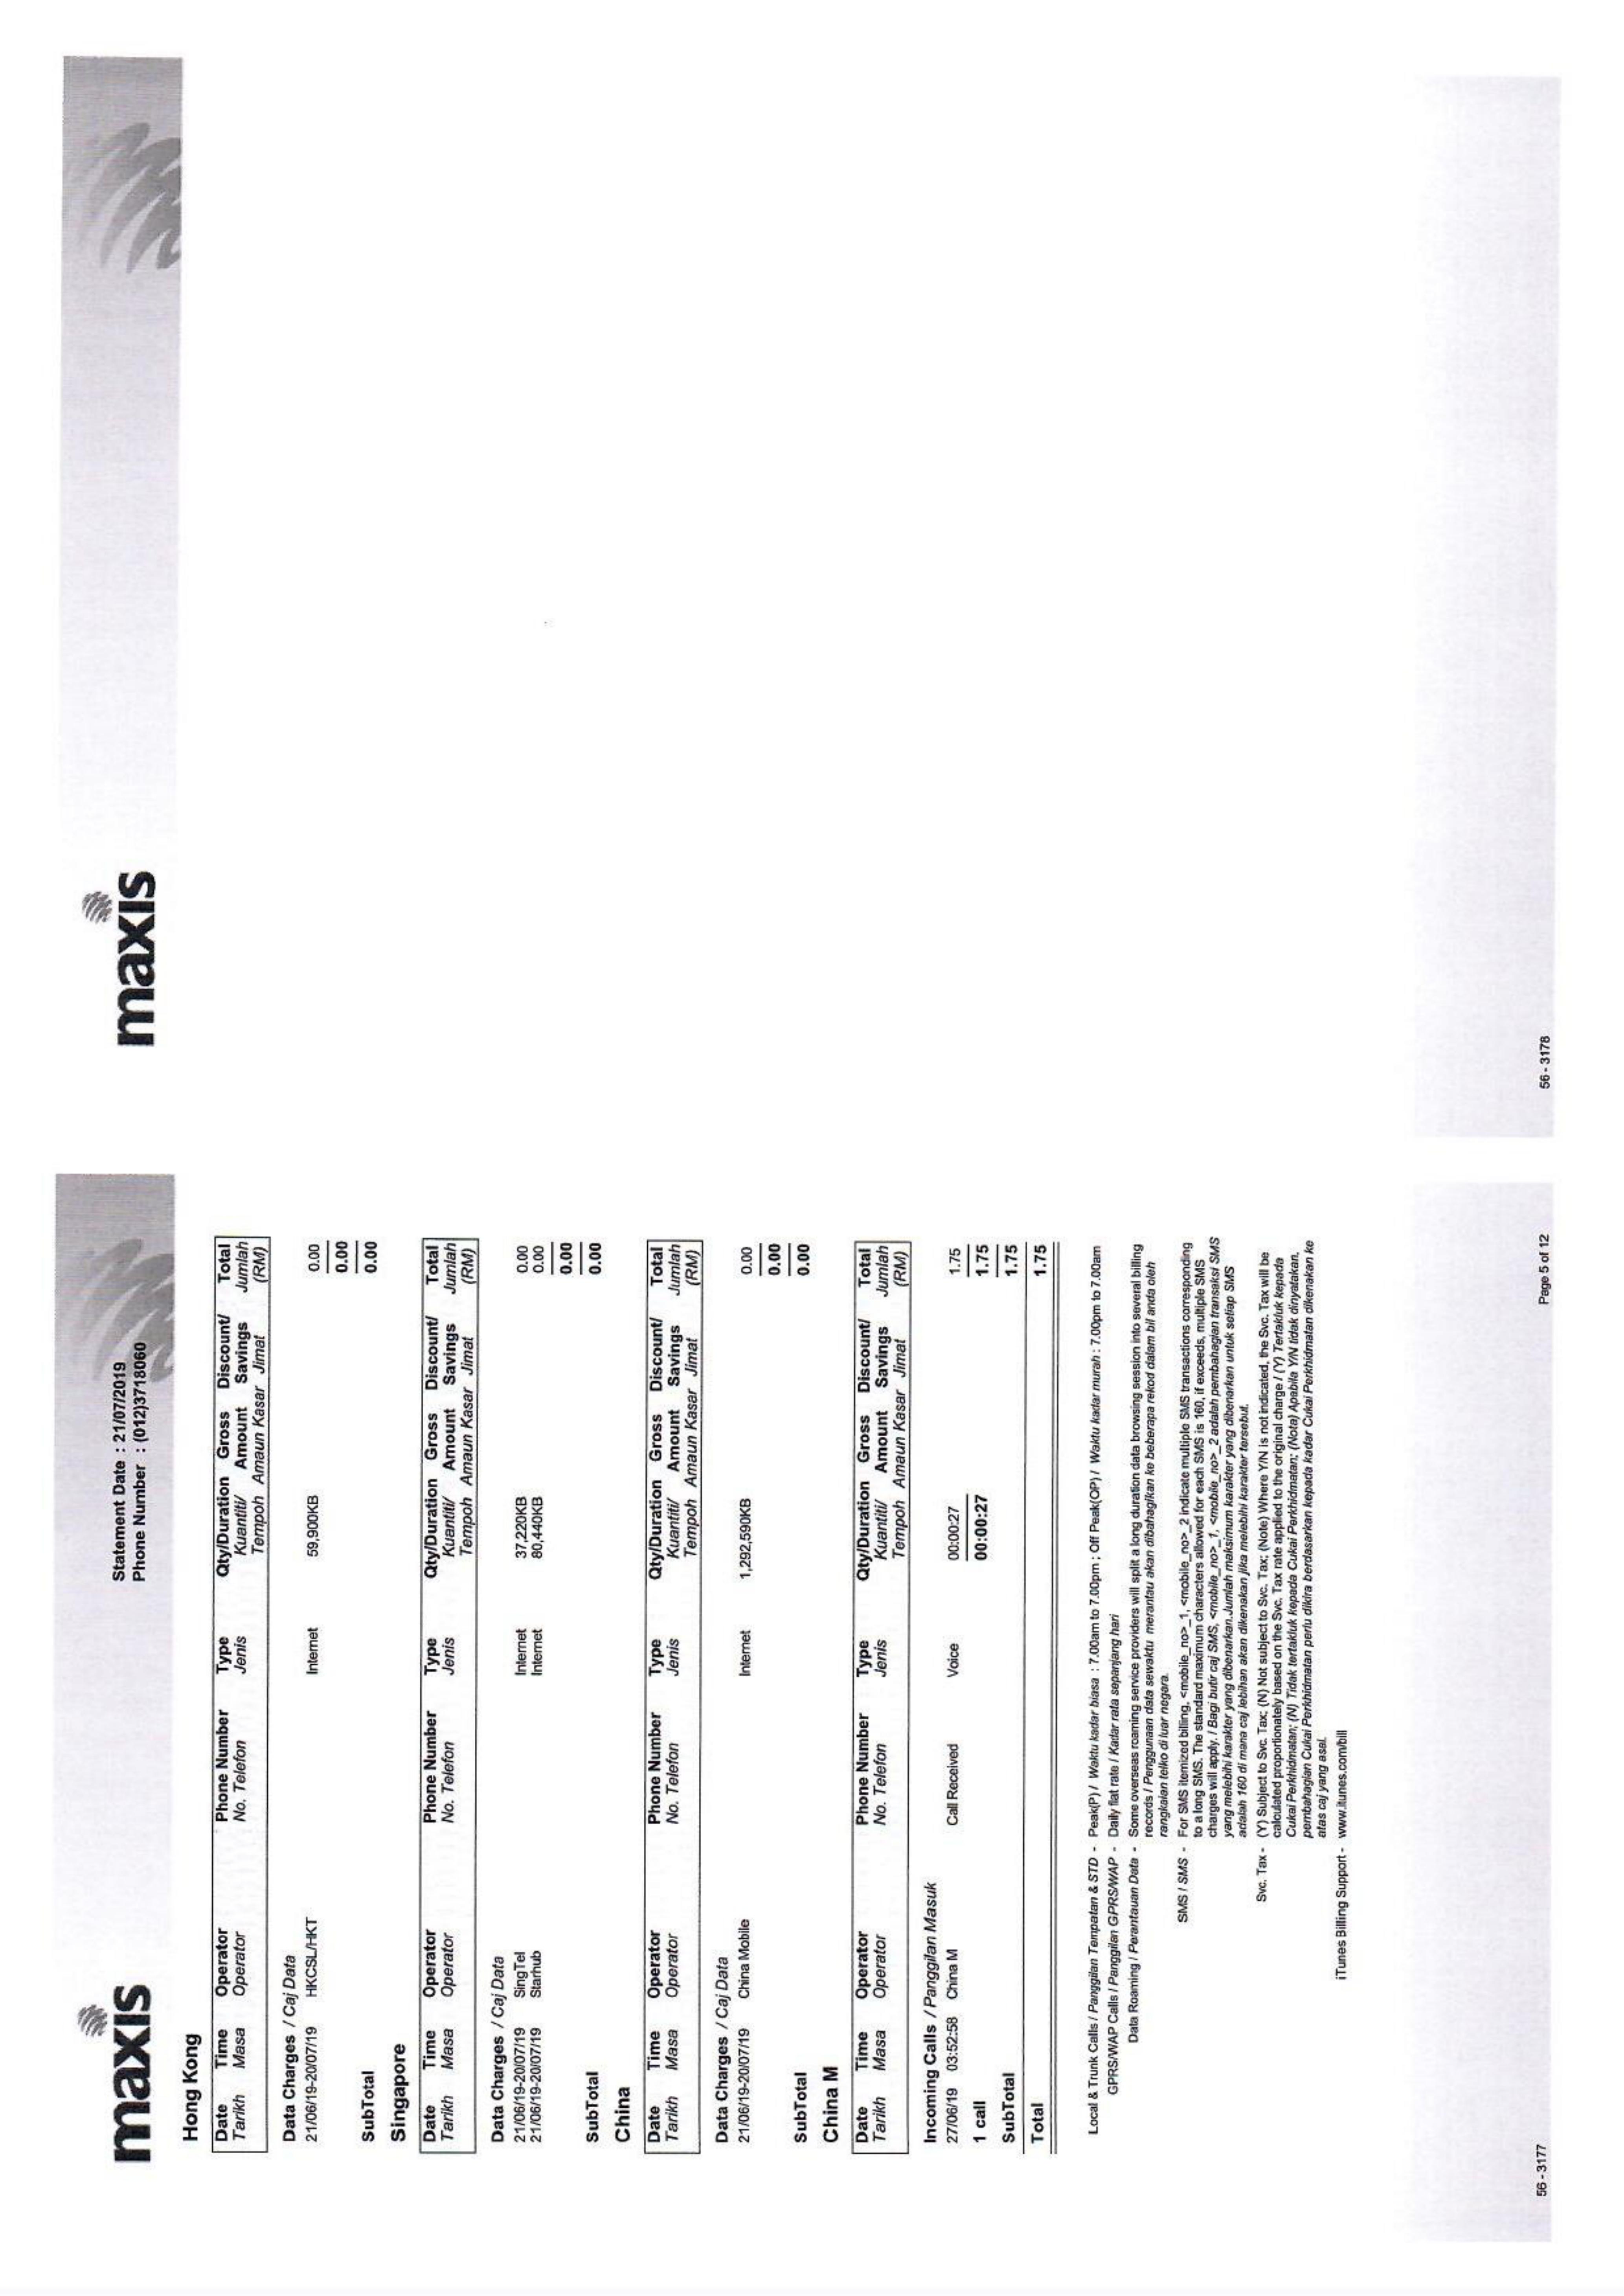 maxis
Statement Date : 21/07/2019
Phone Number : (012)3718060
Hong Kong
Date Time Operator Phone Number Type Qty/Duration Gross Discount/ Total
Tarikh Masa Operator No. Telefon Jenis Kuantiti/ Amount Savings Jumlah
Tempoh Amaun Kasar Jimat (RM)
Data Charges / Caj Data
21/06/19-20/07/19 HKCSL/HKT Internet 59,900KB 0.00
0.00
SubTotal 0.00
Singapore
Date Time Operator Phone Number Type Qty/Duration Gross Discount/ Total
Tarikh Masa Operator No. Telefon Jenis Kuantiti/ Amount Savings Jumlah
Tempoh Amaun Kasar Jimat (RM)
Data Charges / Caj Data
21/06/19-20/07/19 SingTel Internet 37,220KB 0.00
21/06/19-20/07/19 Starhub Internet 80,440KB 0.00
0.00
SubTotal 0.00
China
Date Time Operator Phone Number Type Qty/Duration Gross Discount/ Total
Tarikh Masa Operator No. Telefon Jenis Kuantiti/ Amount Savings Jumlah
Tempoh Amaun Kasar Jimat (RM)
Data Charges / Caj Data
21/06/19-20/07/19 China Mobile Internet 1,292,590KB 0.00
0.00
SubTotal 0.00
China M
Date Time Operator Phone Number Type Qty/Duration Gross Discount/ Total
Tarikh Masa Operator No. Telefon Jenis Kuantiti/ Amount Savings Jumlah
Tempoh Amaun Kasar Jimat (RM)
Incoming Calls / Panggilan Masuk
27/06/19 03:52:58 China M Call Received Voice 00:00:27 1.75
1 call 00:00:27 1.75
SubTotal 1.75
Total 1.75
Local & Trunk Calls / Panggilan Tempatan & STD - Peak(P) / Waktu kadar biasa : 7.00am to 7.00pm ; Off Peak(OP) / Waktu kadar murah : 7.00pm to 7.00am
GPRS/WAP Calls / Panggilan GPRS/WAP - Daily flat rate / Kadar rata sepanjang hari
Data Roaming / Perantauan Data - Some overseas roaming service providers will split a long duration data browsing session into several billing
records / Penggunaan data sewaktu merantau akan dibahagikan ke beberapa rekod dalam bil anda oleh
rangkaian telko di luar negara.
SMS / SMS - For SMS itemized billing, <mobile_no>_1, <mobile_no>_2 indicate multiple SMS transactions corresponding
to a long SMS. The standard maximum characters allowed for each SMS is 160, if exceeds, multiple SMS
charges will apply. / Bagi butir caj SMS, <mobile_no>_1, <mobile_no>_2 adalah pembahagian transaksi SMS
yang melebihi karakter yang dibenarkan.Jumlah maksimum karakter yang dibenarkan untuk setiap SMS
adalah 160 di mana caj lebihan akan dikenakan jika melebihi karakter tersebut.
Svc. Tax - (Y) Subject to Svc. Tax; (N) Not subject to Svc. Tax; (Note) Where Y/N is not indicated, the Svc. Tax will be
calculated proportionately based on the Svc. Tax rate applied to the original charge / (Y) Tertakluk kepada
Cukai Perkhidmatan; (N) Tidak tertakluk kepada Cukai Perkhidmatan; (Nota) Apabila Y/N tidak dinyatakan,
pembahagian Cukai Perkhidmatan perlu dikira berdasarkan kepada kadar Cukai Perkhidmatan dikenakan ke
atas caj yang asal.
iTunes Billing Support - www.itunes.com/bill
56 - 3177
Page 5 of 12
maxis
56 - 3178